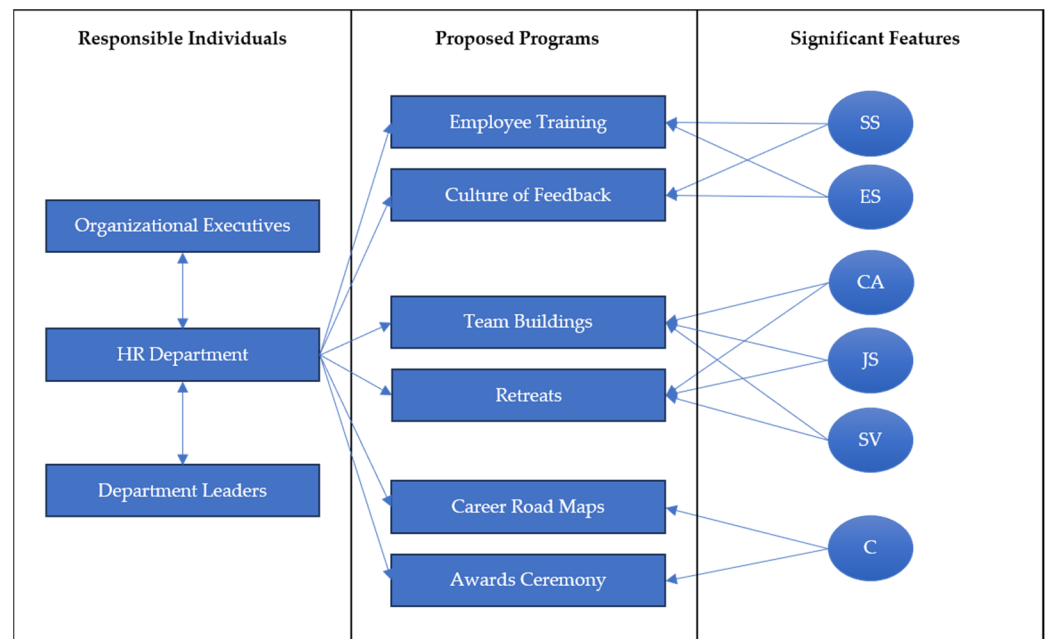 Responsible Individuals
Proposed Programs
Significant Features
Organizational Executives
HR Department
Department Leaders
Employee Training
Culture of Feedback
Team Buildings
Retreats
Career Road Maps
Awards Ceremony
SS
ES
CA
JS
SV
C